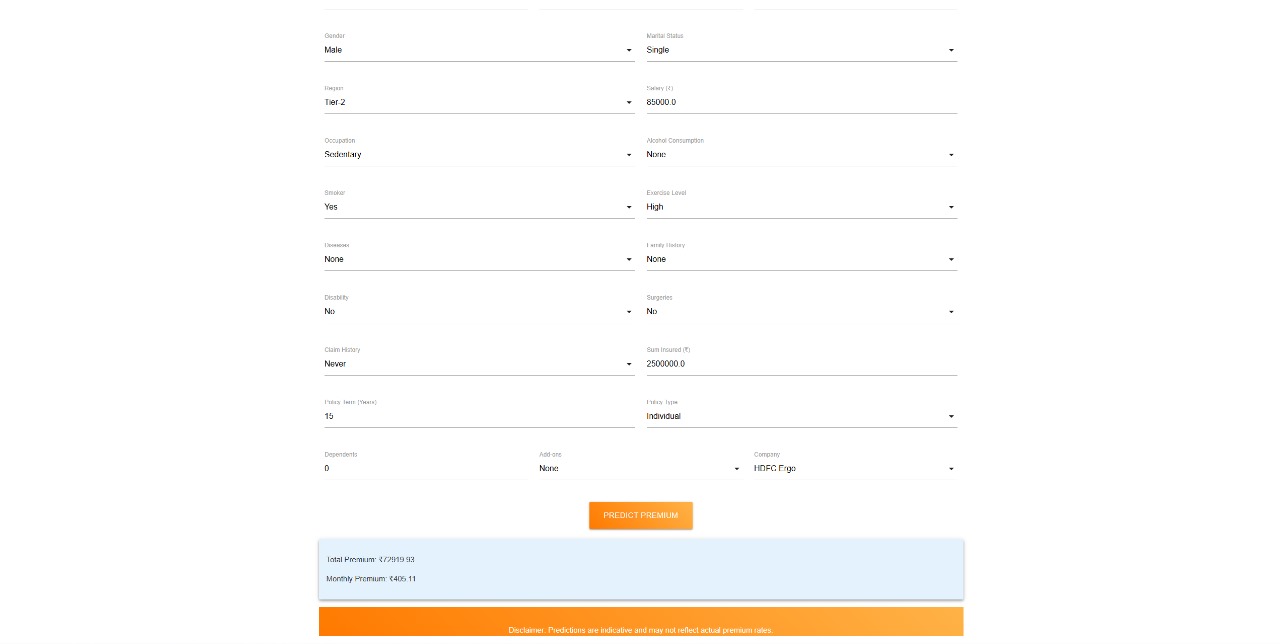 Gender Marital Status
Male Single
Region Salary (₹)
Tier-2 85000.0
Occupation Alcohol Consumption
Sedentary None
Smoker Exercise Level
Yes High
Diseases Family History
None None
Disability Surgeries
No No
Claim History Sum Insured (₹)
Never 2500000.0
Policy Term (Years) Policy Type
15 Individual
Dependents Add-ons Company
0 None HDFC Ergo
PREDICT PREMIUM
Total Premium: ₹72919.93
Monthly Premium: ₹405.11
Disclaimer: Predictions are indicative and may not reflect actual premium rates.